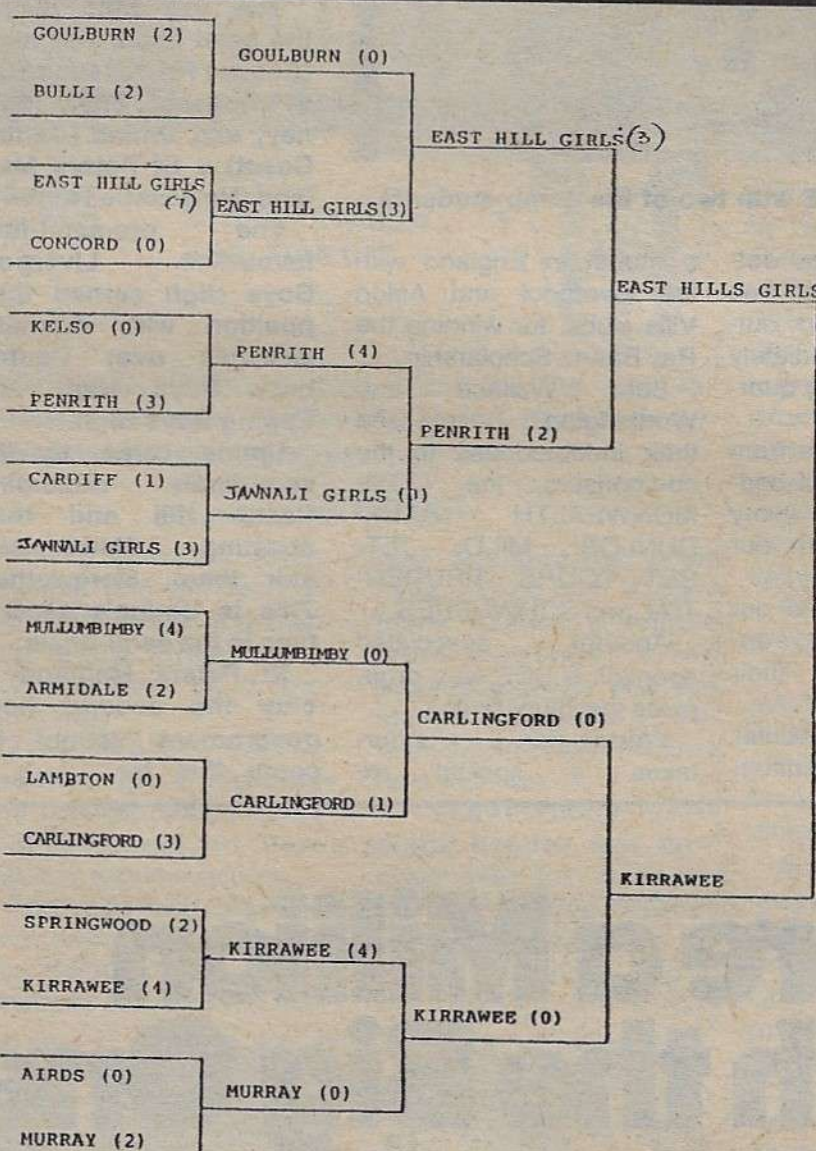 GOULBURN (2)
BULLI (2)
EAST HILL GIRLS
(1)
CONCORD (0)
KELSO (0)
PENRITH (3)
CARDIFF (1)
JANNALI GIRLS (3)
MULLUMBIMBY (4)
ARMIDALE (2)
LAMBTON (0)
CARLINGFORD (3)
SPRINGWOOD (2)
KIRRAWEE (4)
AIRDS (0)
MURRAY (2)
GOULBURN (0)
EAST HILL GIRLS(3)
PENRITH (4)
JANNALI GIRLS
MULLUMBIMBY (0)
CARLINGFORD (1)
KIRRAWEE (4)
MURRAY (0)
EAST HILL GIRLS(3)
PENRITH (2)
CARLINGFORD (0)
KIRRAWEE (0)
EAST HILLS GIRLS
KIRRAWEE